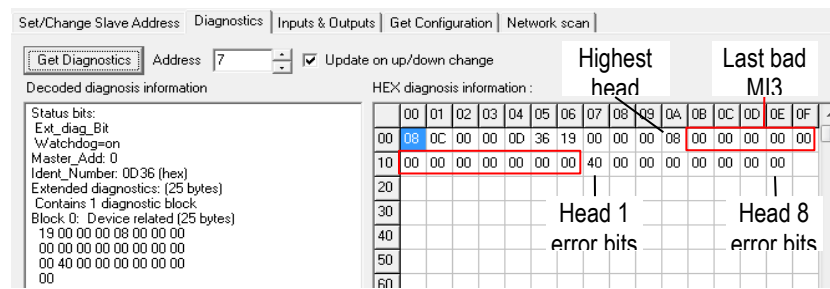 Set/Change Slave Address Diagnostics Inputs & Outputs Get Configuration Network scan
Get Diagnostics Address 7 Update on up/down change
Decoded diagnosis information
Status bits:
Ext_diag_Bit
Watchdog=on
Master_Add: 0
Ident_Number: 0D36 (hex)
Extended diagnostics: (25 bytes)
Contains 1 diagnostic block
Block 0: Device related (25 bytes)
19 00 00 00 08 00 00 00
00 00 00 00 00 00 00 00
00 40 00 00 00 00 00 00
00
HEX diagnosis information :
Highest
head
Last bad
MI3
00 01 02 03 04 05 06 07 08 09 0A 0B 0C 0D 0E 0F
00 08 0C 00 00 0D 36 19 00 00 00 08 00 00 00 00 00
10 00 00 00 00 00 00 00 40 00 00 00 00 00 00 00
20
30
40
50
60
Head 1
error bits
Head 8
error bits